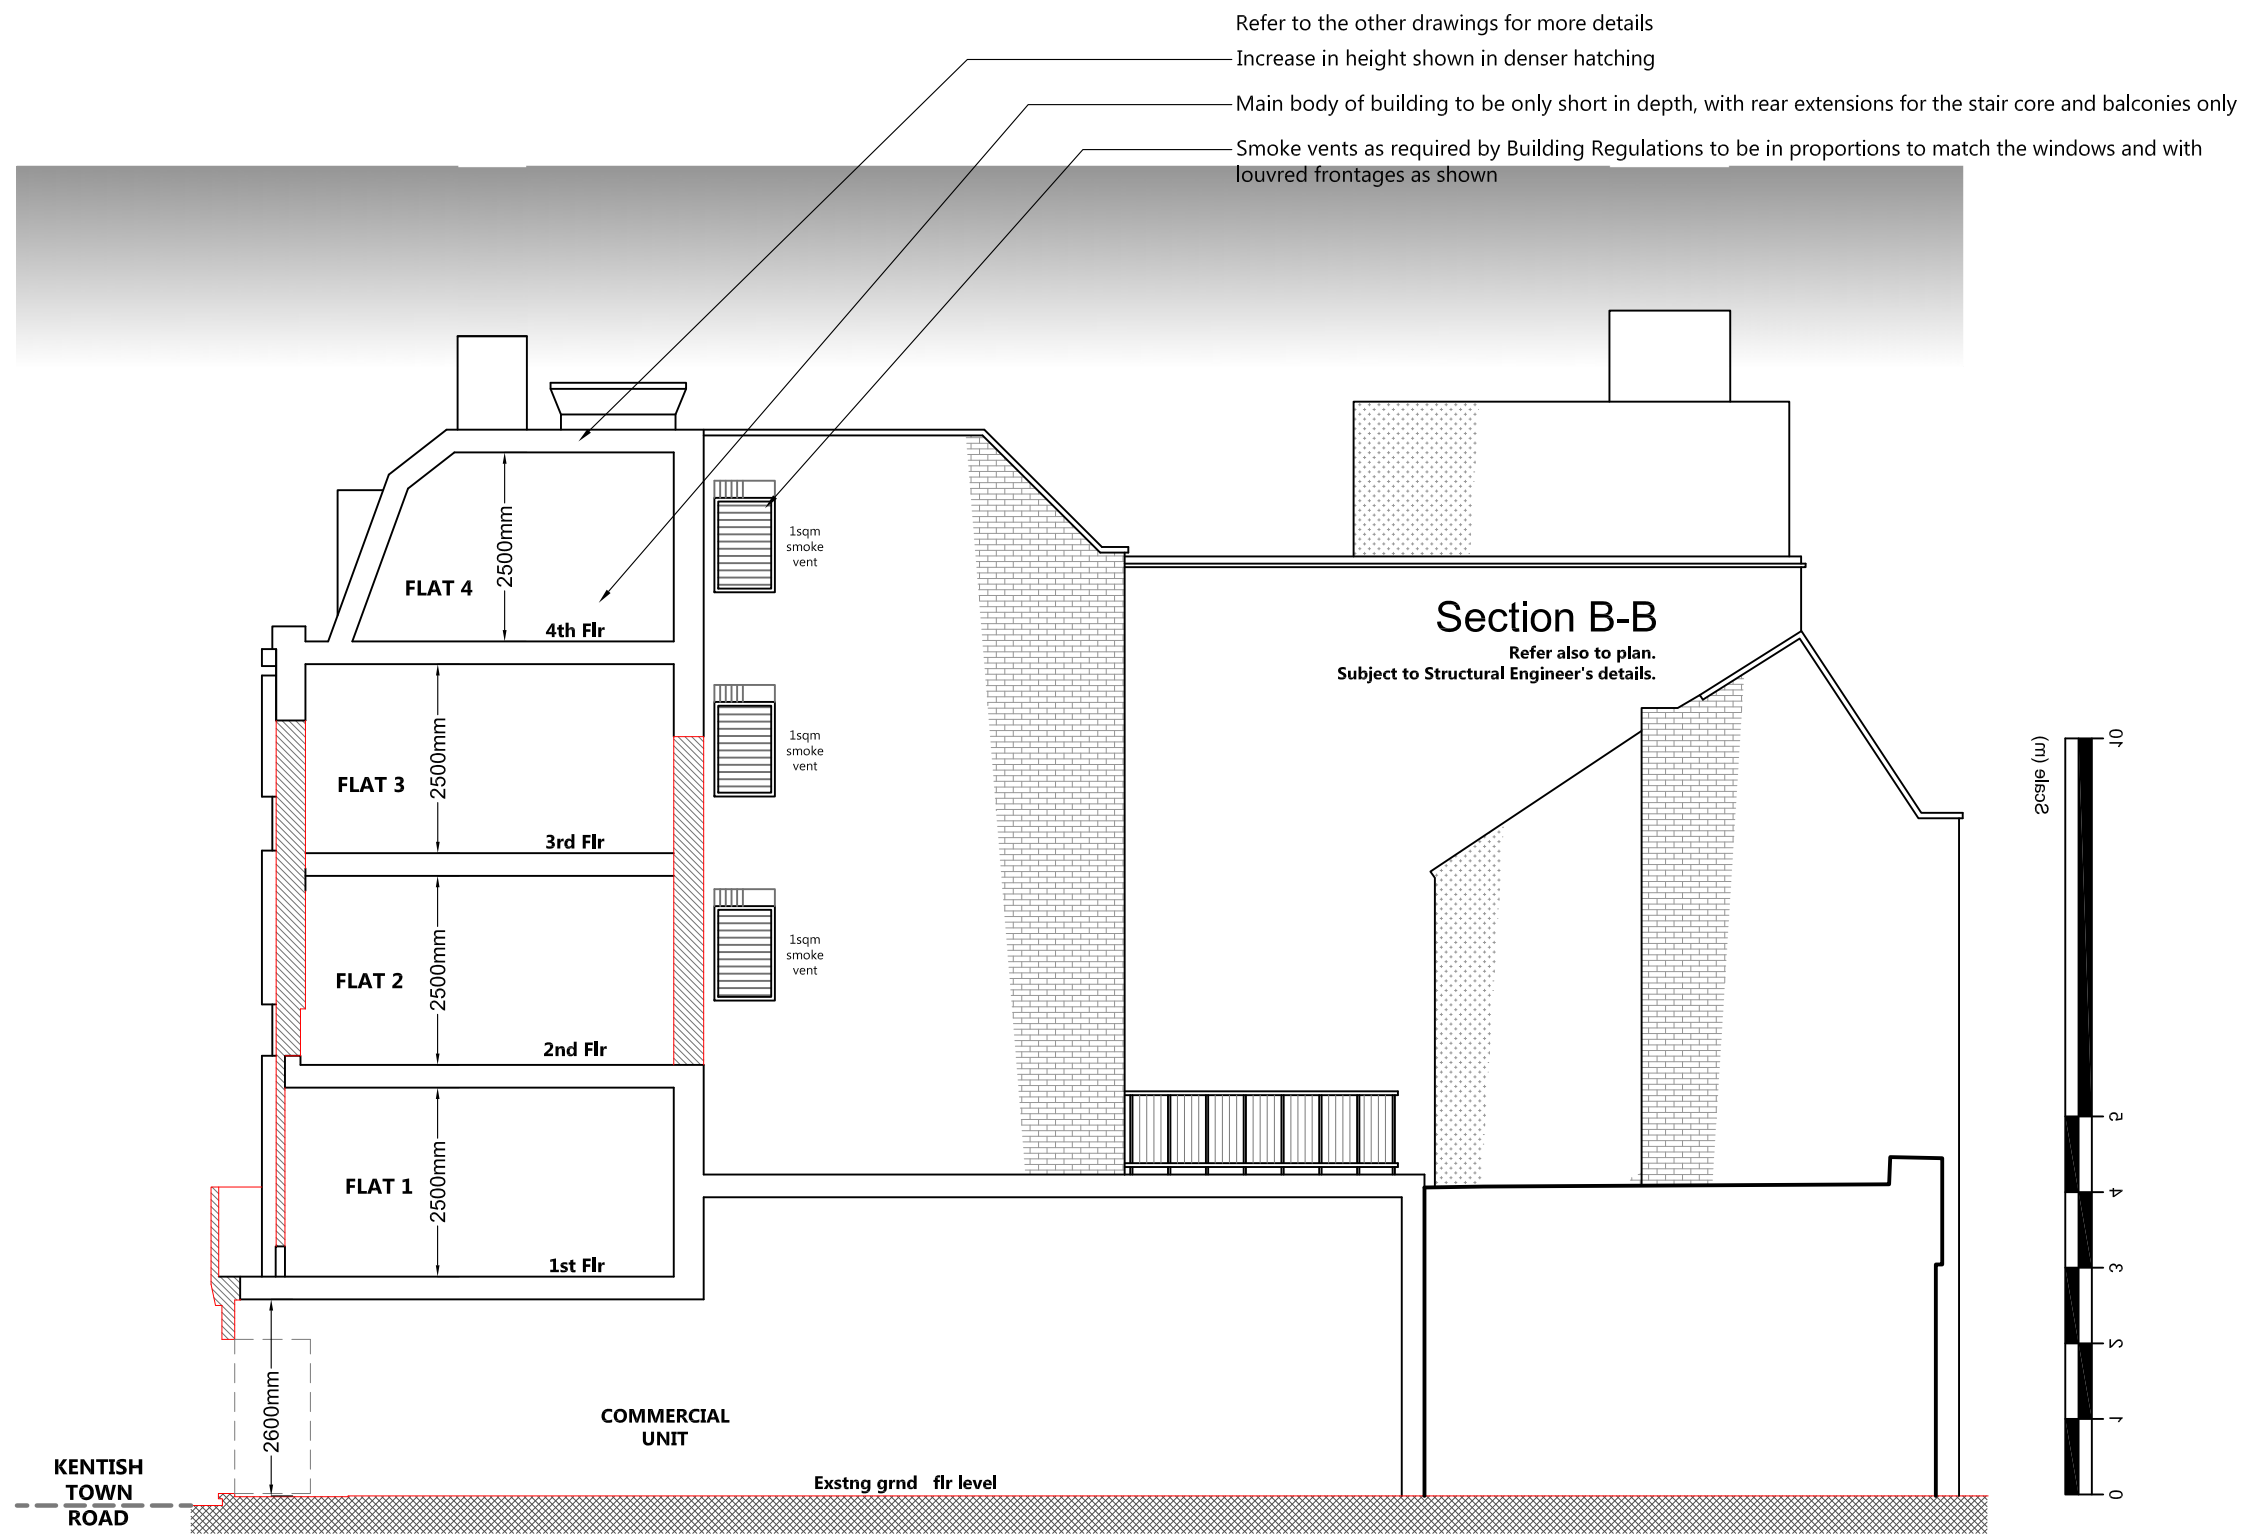 Refer to the other drawings for more details
Increase in height shown in denser hatching
Main body of building to be only short in depth, with rear extensions for the stair core and balconies only
Smoke vents as required by Building Regulations to be in proportions to match the windows and with
louvred frontages as shown
1sqm
smoke
vent
2500mm
FLAT 4
4th Flr
Section B-B
Refer also to plan.
Subject to Structural Engineer's details.
1sqm
smoke
vent
2500mm
FLAT 3
3rd Flr
1sqm
smoke
vent
2500mm
FLAT 2
2nd Flr
2500mm
FLAT 1
1st Flr
2600mm
COMMERCIAL
UNIT
Exstng grnd flr level
KENTISH
TOWN
ROAD
Scale (m)
10
5
4
3
2
1
0